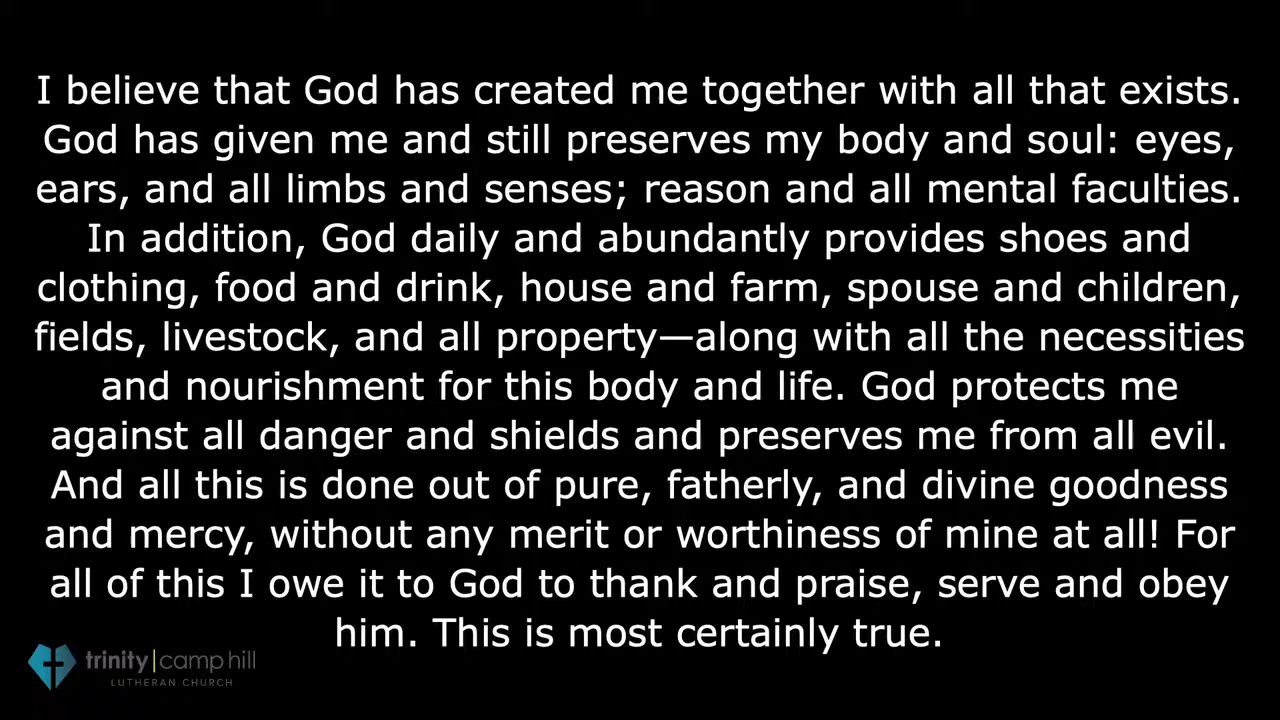 I believe that God has created me together with all that exists.
God has given me and still preserves my body and soul: eyes,
ears, and all limbs and senses; reason and all mental faculties.
In addition, God daily and abundantly provides shoes and
clothing, food and drink, house and farm, spouse and children,
fields, livestock, and all property—along with all the necessities
and nourishment for this body and life. God protects me
against all danger and shields and preserves me from all evil.
And all this is done out of pure, fatherly, and divine goodness
and mercy, without any merit or worthiness of mine at all! For
all of this I owe it to God to thank and praise, serve and obey
him. This is most certainly true.
trinity|camp hill
LUTHERAN CHURCH